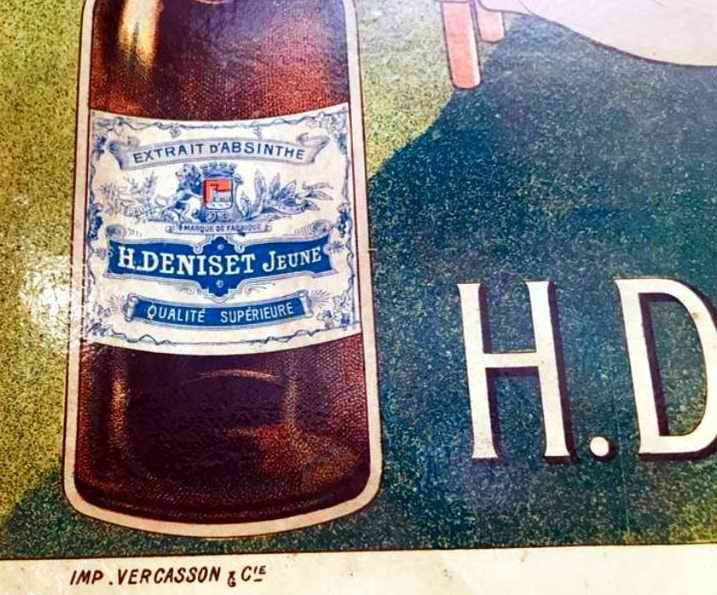 EXTRAIT D'ABSINTHE
MARQUE DE FABRIQUE
H.DENISET JEUNE
QUALITÉ SUPÉRIEURE
H.D
IMP. VERCASSON & CIE